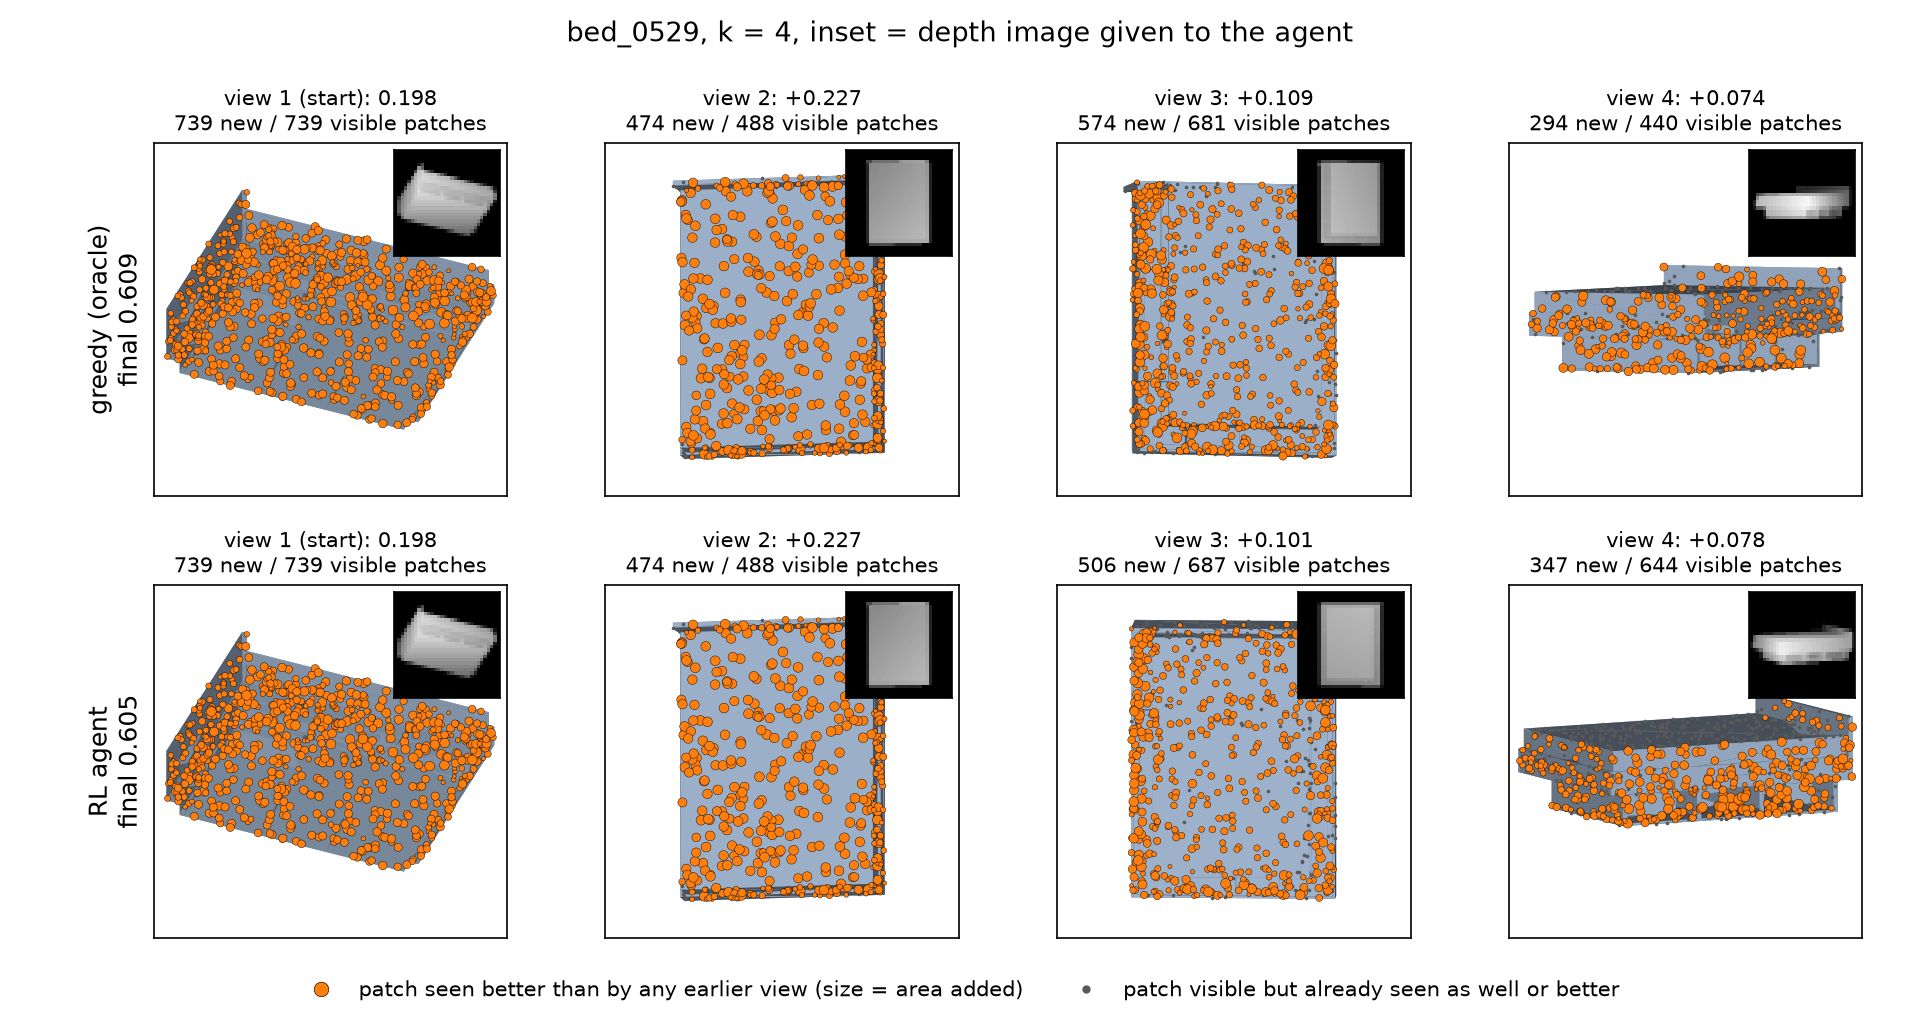 bed_0529, k = 4, inset = depth image given to the agent
view 1 (start): 0.198
739 new / 739 visible patches
view 2: +0.227
474 new / 488 visible patches
view 3: +0.109
574 new / 681 visible patches
view 4: +0.074
294 new / 440 visible patches
greedy (oracle)
final 0.609
view 1 (start): 0.198
739 new / 739 visible patches
view 2: +0.227
474 new / 488 visible patches
view 3: +0.101
506 new / 687 visible patches
view 4: +0.078
347 new / 644 visible patches
RL agent
final 0.605
patch seen better than by any earlier view (size = area added)
patch visible but already seen as well or better